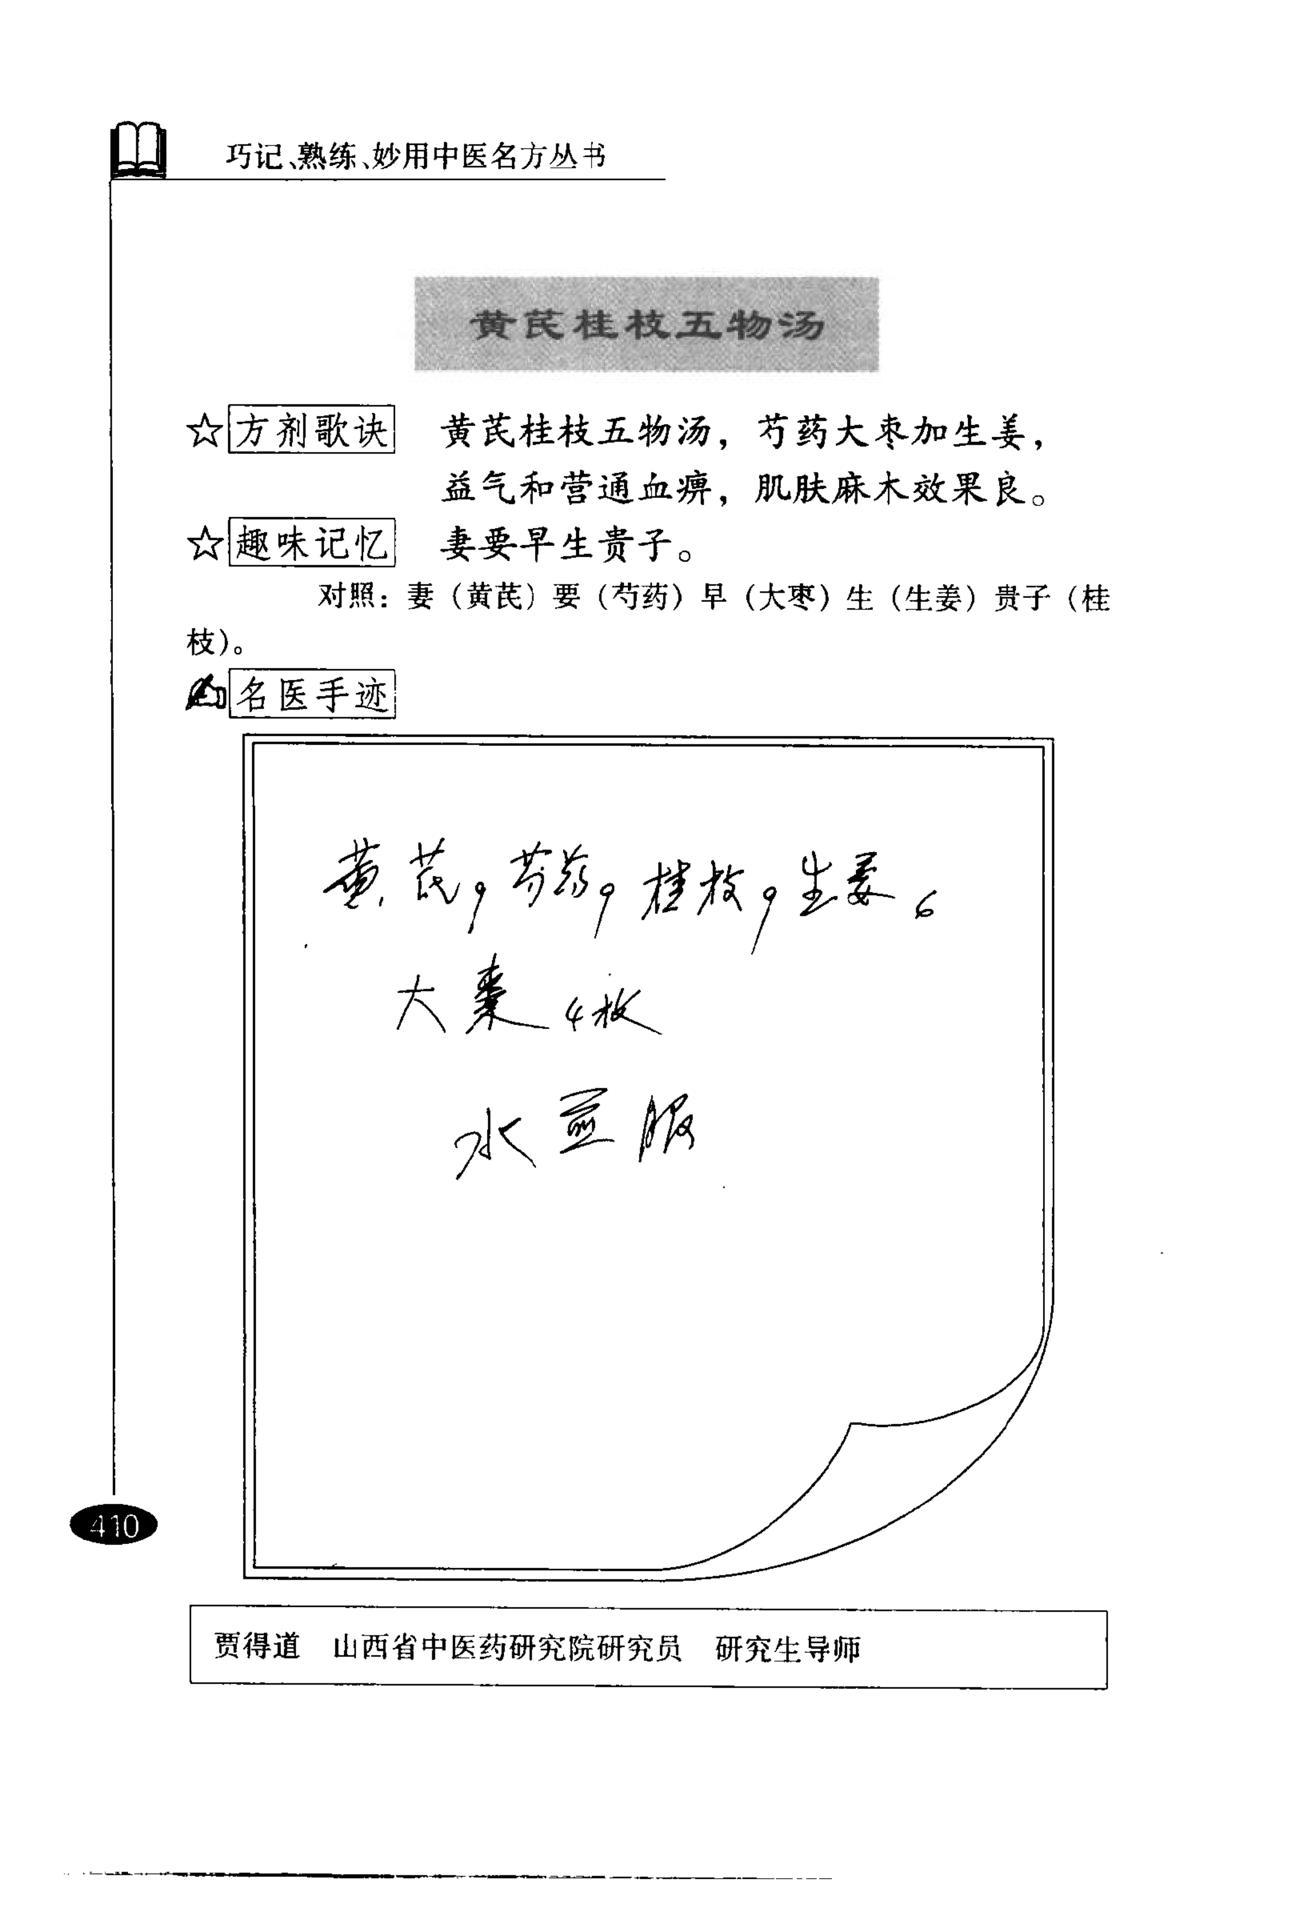 巧记、熟练、妙用中医名方丛书
黄芪桂枝五物汤
☆方剂歌诀 黄芪桂枝五物汤，芍药大枣加生姜，
益气和营通血痹，肌肤麻木效果良。
☆趣味记忆 妻要早生贵子。
对照：妻（黄芪）要（芍药）早（大枣）生（生姜）贵子（桂
枝）。
名医手迹
黄芪9 芍药9 桂枝9 生姜6
大棗4枚
水煎服
410
贾得道 山西省中医药研究院研究员 研究生导师